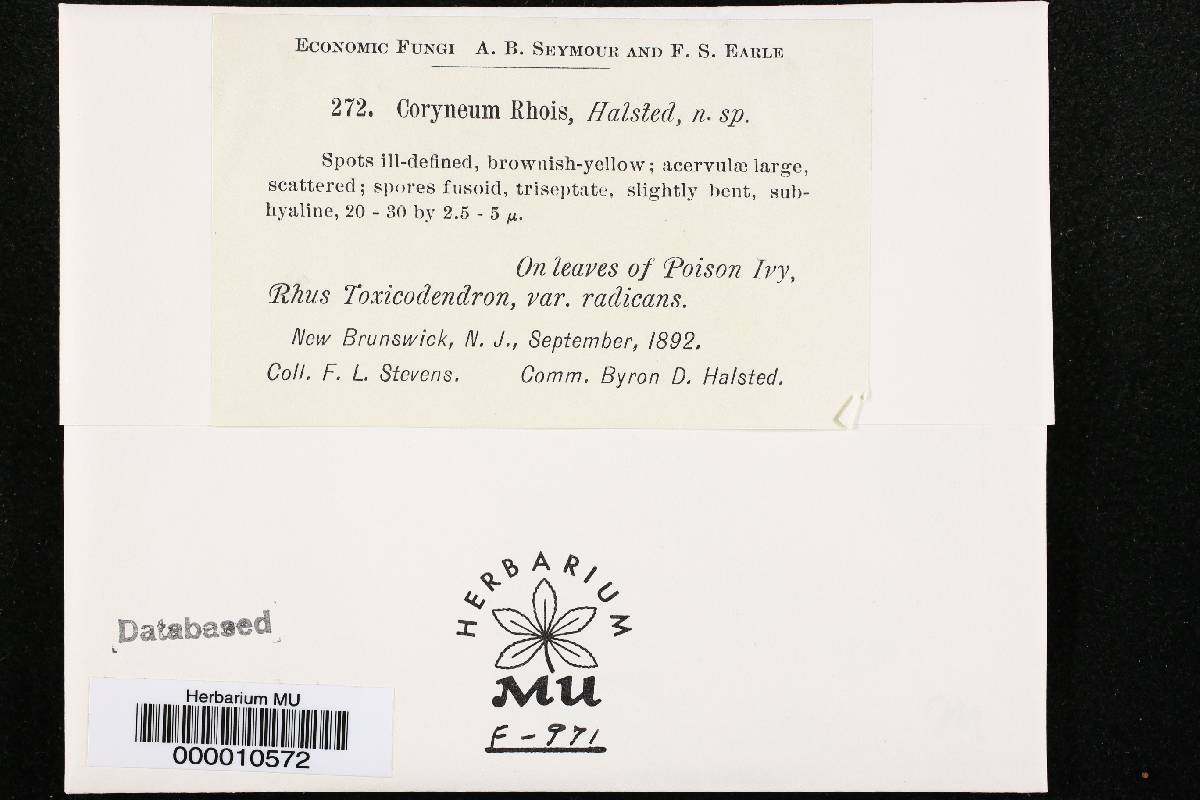 Economic Fungi A. B. Seymour and F. S. Earle
272. Coryneum Rhois, Halsted, n. sp.
Spots ill-defined, brownish-yellow; acervulæ large,
scattered; spores fusoid, triseptate, slightly bent, sub-
hyaline, 20 - 30 by 2.5 - 5 µ.
On leaves of Poison Ivy,
Rhus Toxicodendron, var. radicans.
New Brunswick, N. J., September, 1892.
Coll. F. L. Stevens. Comm. Byron D. Halsted.
HERBARIUM
MU
F-971
Databased
Herbarium MU
000010572